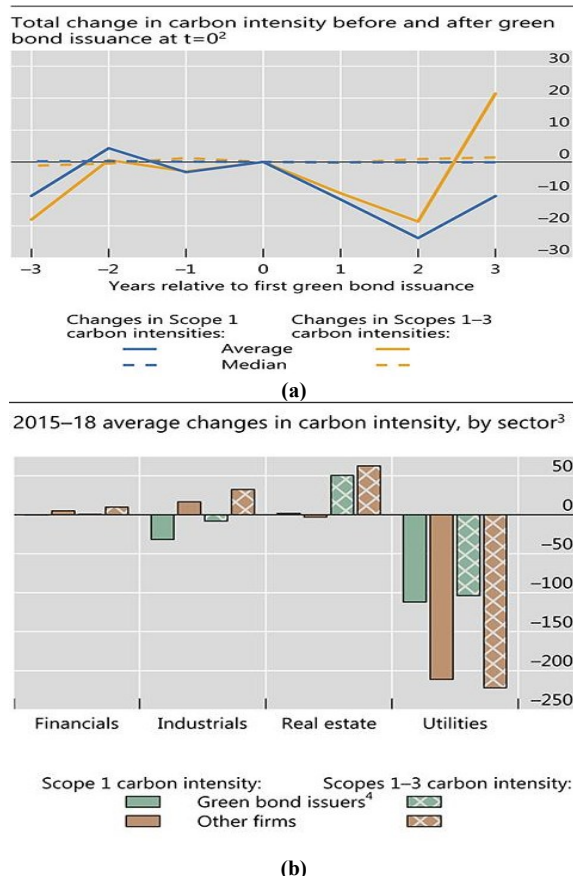 Total change in carbon intensity before and after green
bond issuance at t=0²
30
20
10
0
–10
–20
–30
–3 –2 –1 0 1 2 3
Years relative to first green bond issuance
Changes in Scope 1 Changes in Scopes 1–3
carbon intensities: carbon intensities:
Average
Median
(a)
2015–18 average changes in carbon intensity, by sector³
50
0
–50
–100
–150
–200
–250
Financials Industrials Real estate Utilities
Scope 1 carbon intensity: Scopes 1–3 carbon intensity:
Green bond issuers⁴
Other firms
(b)